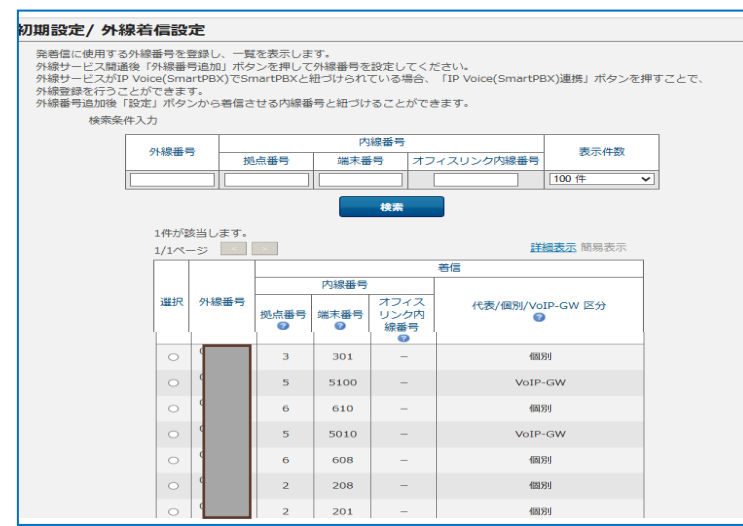 初期設定/ 外線着信設定
発着信に使用する外線番号を登録し、一覧を表示します。
外線サービス開通後「外線番号追加」ボタンを押して外線番号を設定してください。
外線サービスがIP Voice(SmartPBX)でSmartPBXと紐づけられている場合、「IP Voice(SmartPBX)連携」ボタンを押すことで、
外線登録を行うことができます。
外線番号追加後「設定」ボタンから着信させる内線番号と紐づけることができます。
検索条件入力
外線番号 内線番号 表示件数
拠点番号 端末番号 オフィスリンク内線番号
100 件
検索
1件が該当します。
1/1ページ < >
詳細表示 簡易表示
着信
内線番号
選択 外線番号 拠点番号 端末番号 オフィスリンク内線番号 代表/個別/VoIP-GW 区分
3 301 － 個別
5 5100 － VoIP-GW
6 610 － 個別
5 5010 － VoIP-GW
6 608 － 個別
2 208 － 個別
2 201 － 個別